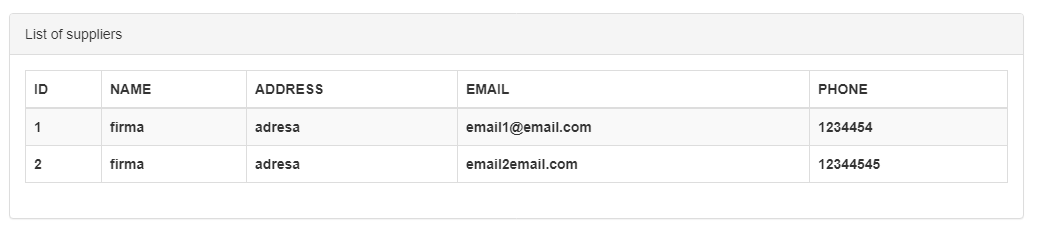 List of suppliers
ID NAME ADDRESS EMAIL PHONE
1 firma adresa email1@email.com 1234454
2 firma adresa email2email.com 12344545